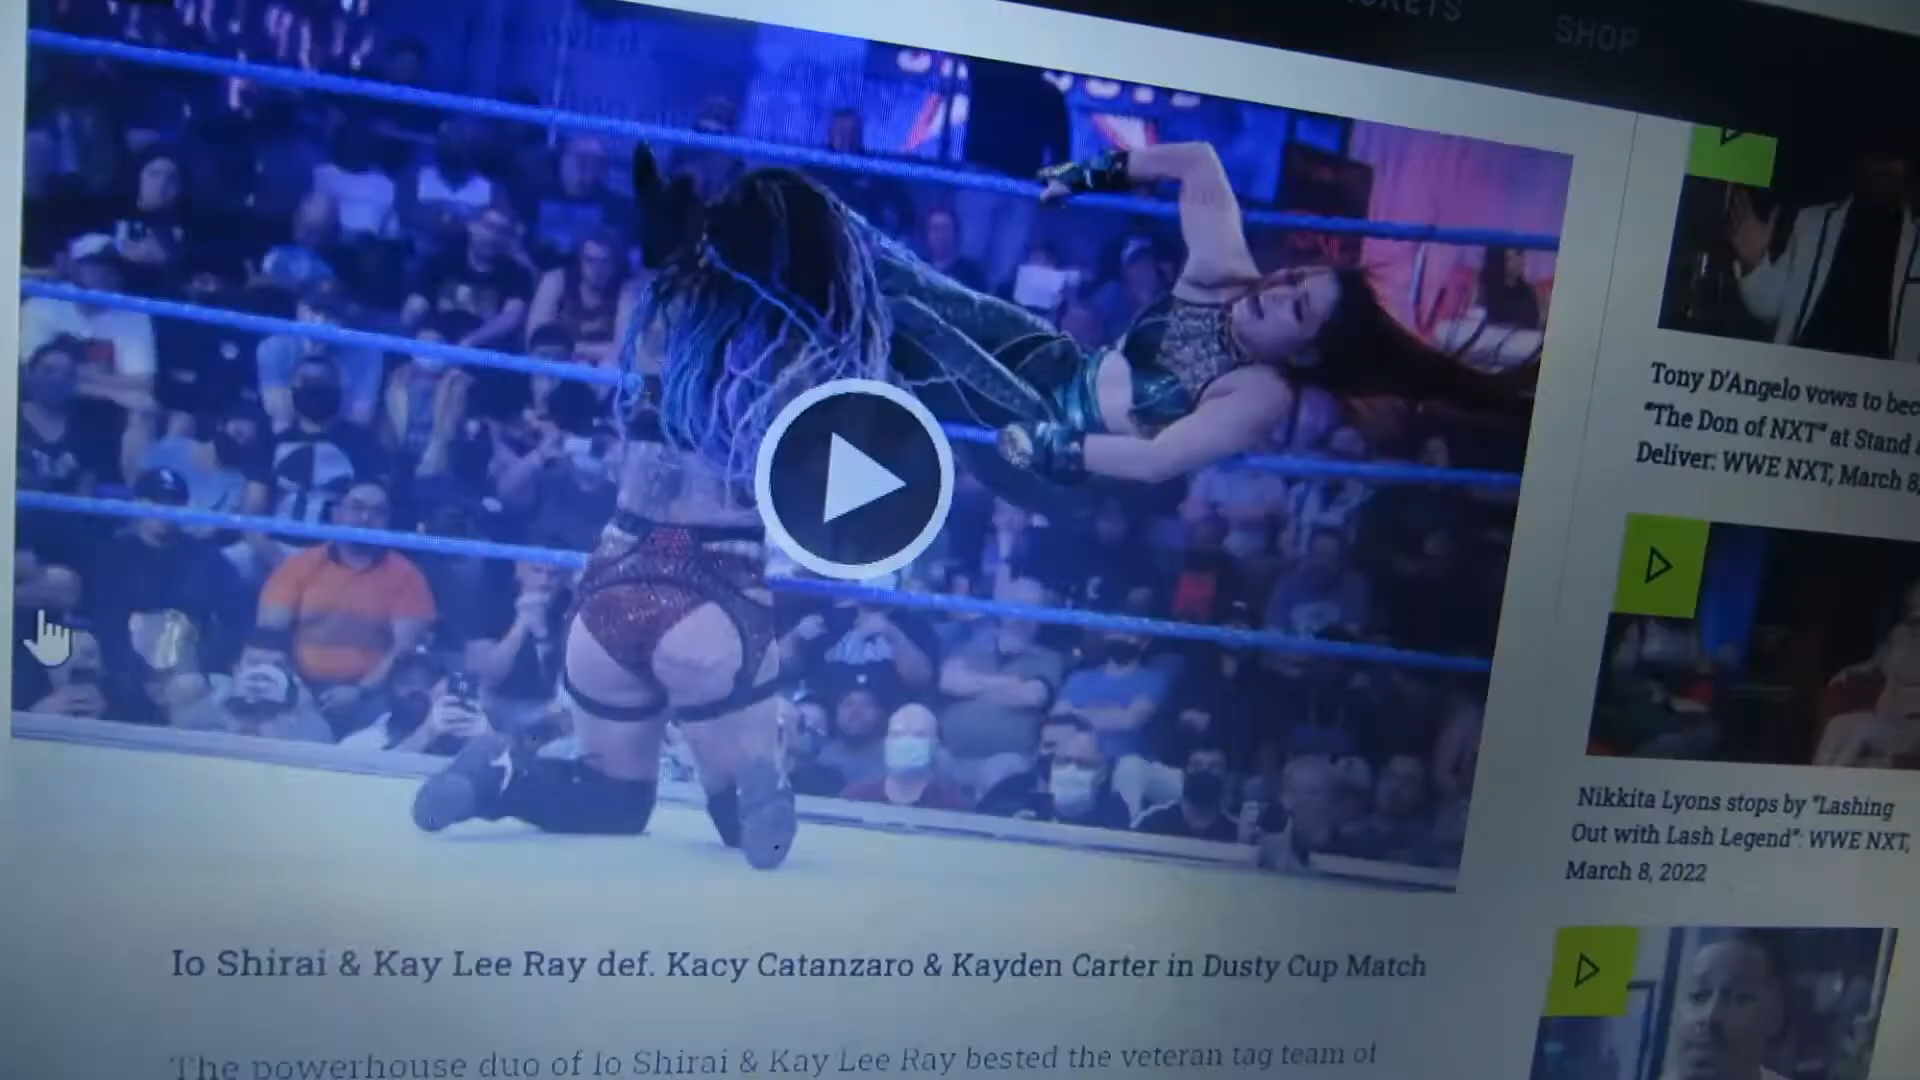 SHOP
Tony D'Angelo vows to
"The Don of NXT" at Stand
Deliver: WWE NXT, March 8,
Nikkita Lyons stops by "Lashing
Out with Lash Legend": WWE NXT,
March 8, 2022
Io Shirai & Kay Lee Ray def. Kacy Catanzaro & Kayden Carter in Dusty Cup Match
The powerhouse duo of Io Shirai & Kay Lee Ray bested the veteran tag team of